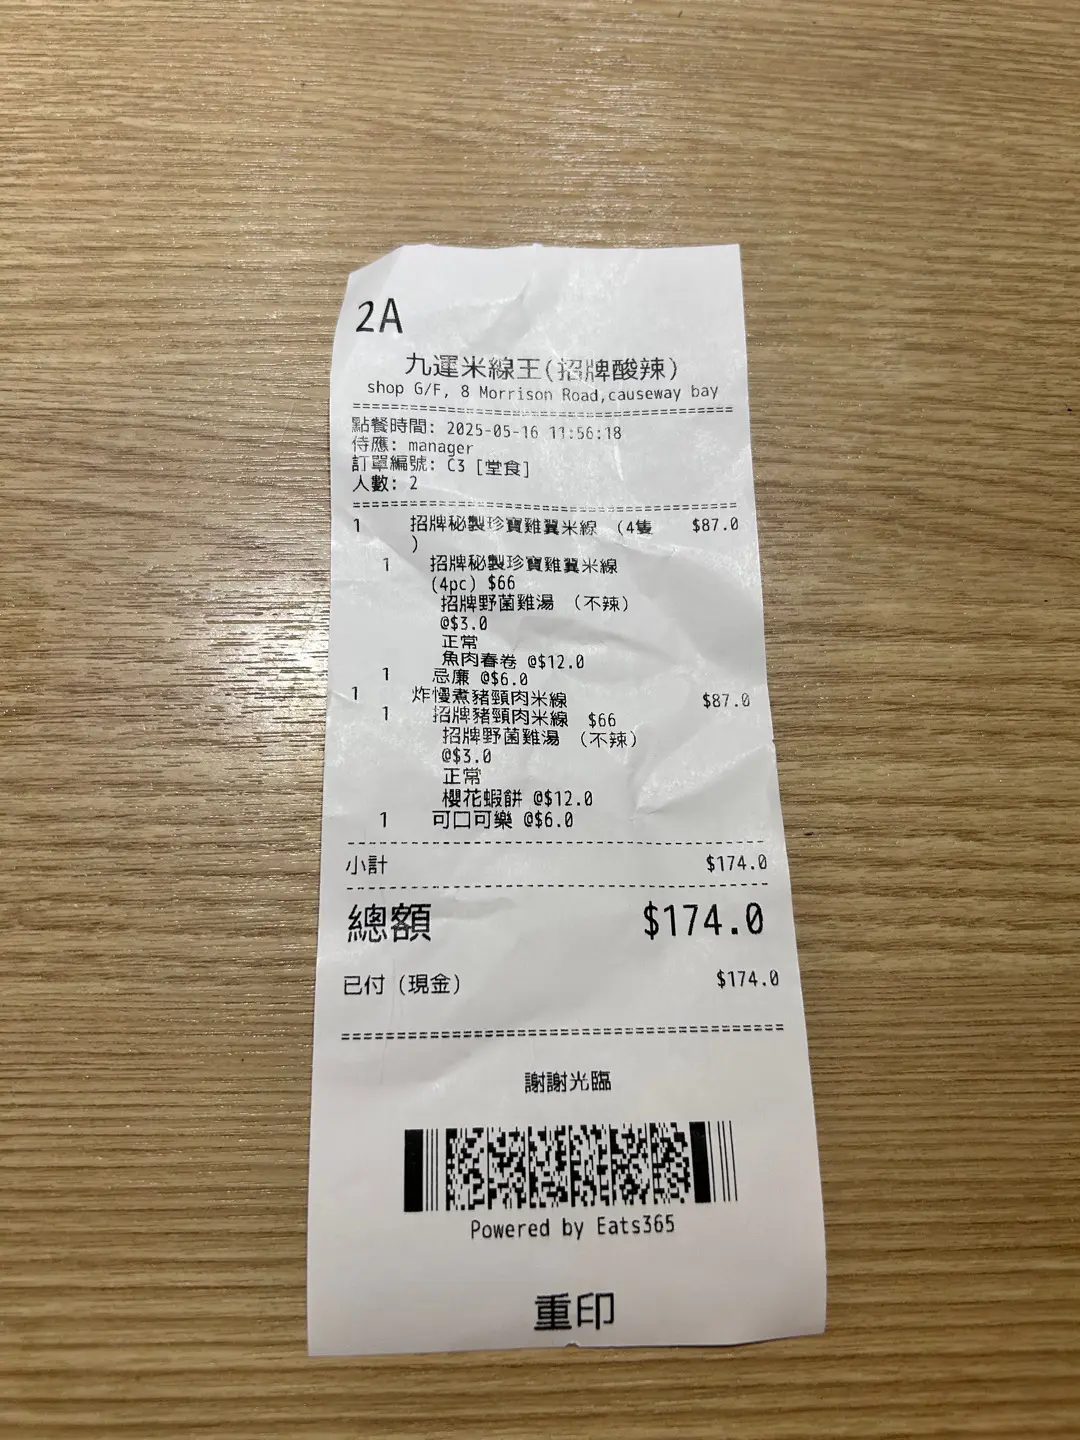 2A
九運米線王(招牌酸辣)
shop G/F, 8 Morrison Road,causeway bay
點餐時間: 2025-05-16 11:56:18
侍應: manager
訂單編號: C3 [堂食]
人數: 2
1 招牌秘製珍寶雞翼米線 (4隻 $87.0
)
1 招牌秘製珍寶雞翼米線
(4pc) $66
招牌野菌雞湯 (不辣)
@$3.0
正常
魚肉春卷 @$12.0
1 忌廉 @$6.0
1 炸慢煮豬頸肉米線 $87.0
1 招牌豬頸肉米線 $66
招牌野菌雞湯 (不辣)
@$3.0
正常
櫻花蝦餅 @$12.0
1 可口可樂 @$6.0
小計 $174.0
總額 $174.0
已付 (現金) $174.0
謝謝光臨
Powered by Eats365
重印